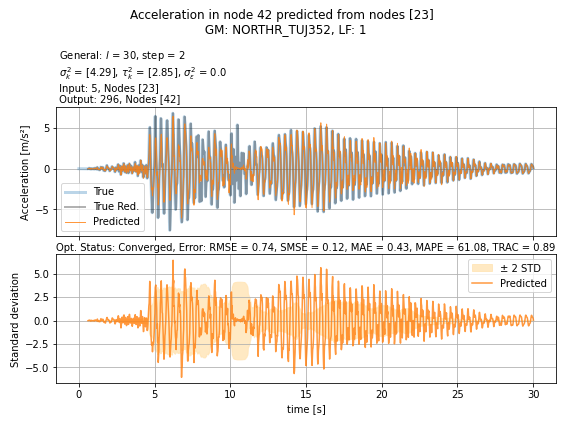 Acceleration in node 42 predicted from nodes [23]
GM: NORTHR_TUJ352, LF: 1
General: l = 30, step = 2
σ²ₖ = [4.29], τ²ₖ = [2.85], σ²ₑ = 0.0
Input: 5, Nodes [23]
Output: 296, Nodes [42]
Acceleration [m/s²]
5
0
−5
True
True Red.
Predicted
Opt. Status: Converged, Error: RMSE = 0.74, SMSE = 0.12, MAE = 0.43, MAPE = 61.08, TRAC = 0.89
Standard deviation
5.0
2.5
0.0
−2.5
−5.0
± 2 STD
Predicted
0 5 10 15 20 25 30
time [s]